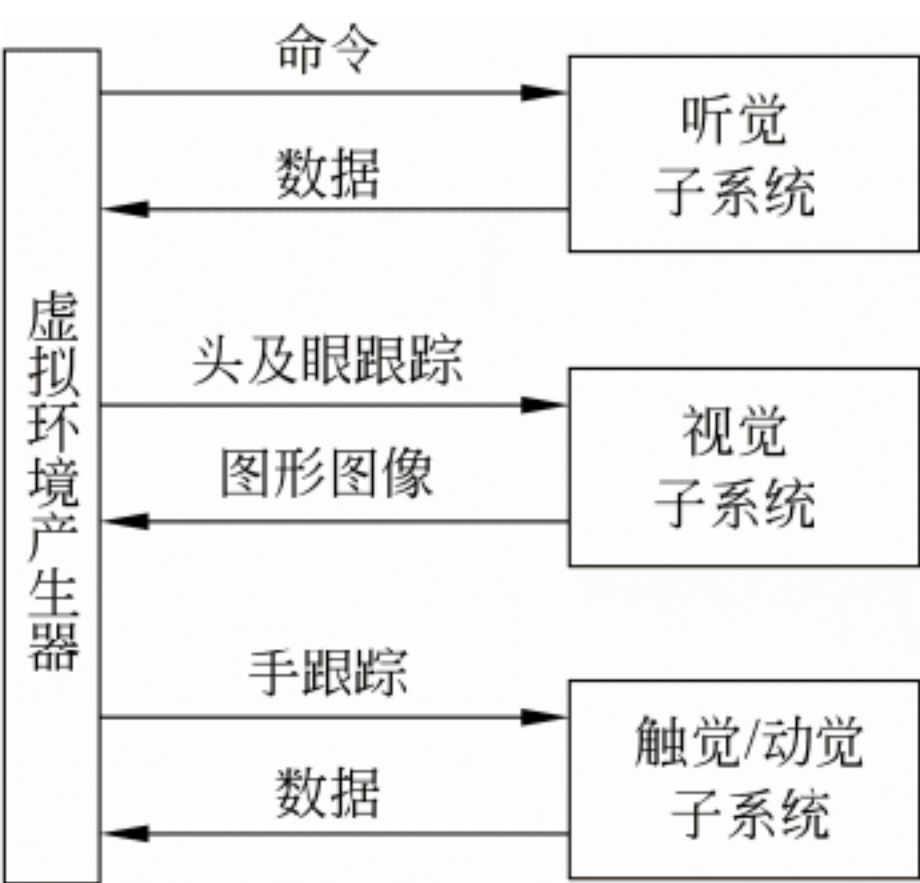 命令
听觉
子系统
数据
虚拟环境产生器
头及眼跟踪
视觉
子系统
图形图像
手跟踪
触觉/动觉
子系统
数据